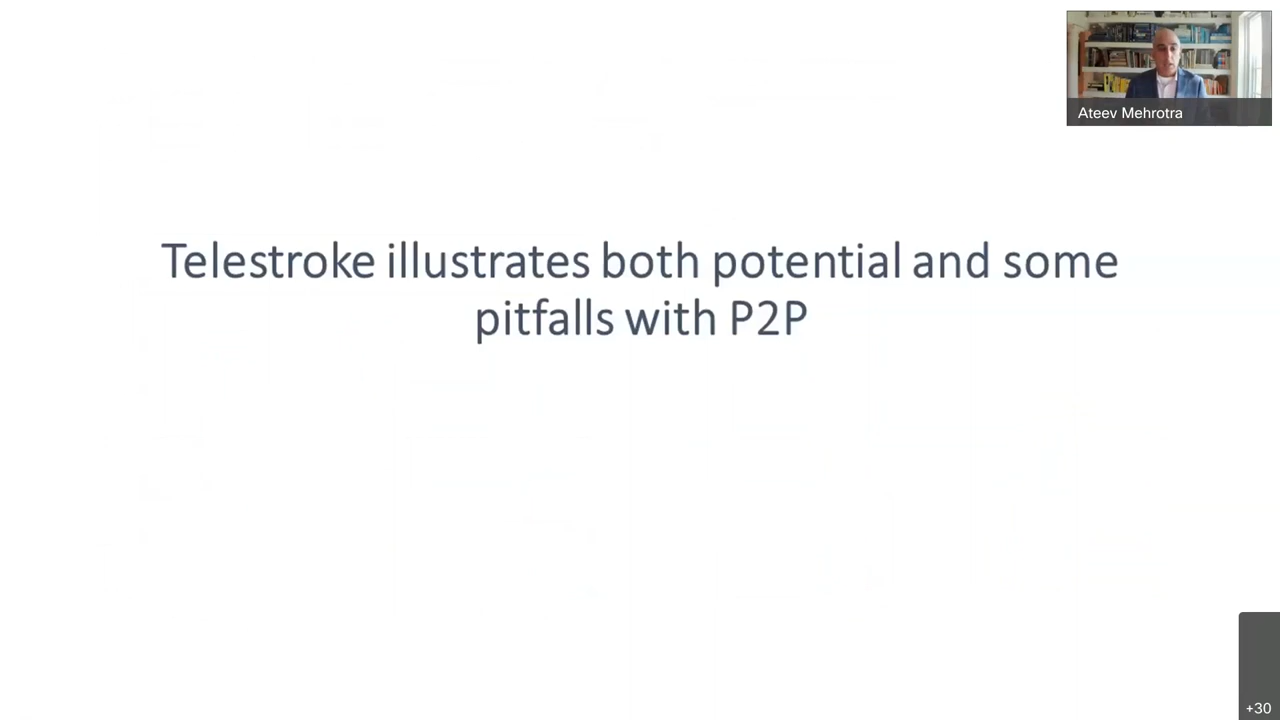 Ateev Mehrotra
Telestroke illustrates both potential and some
pitfalls with P2P
+30